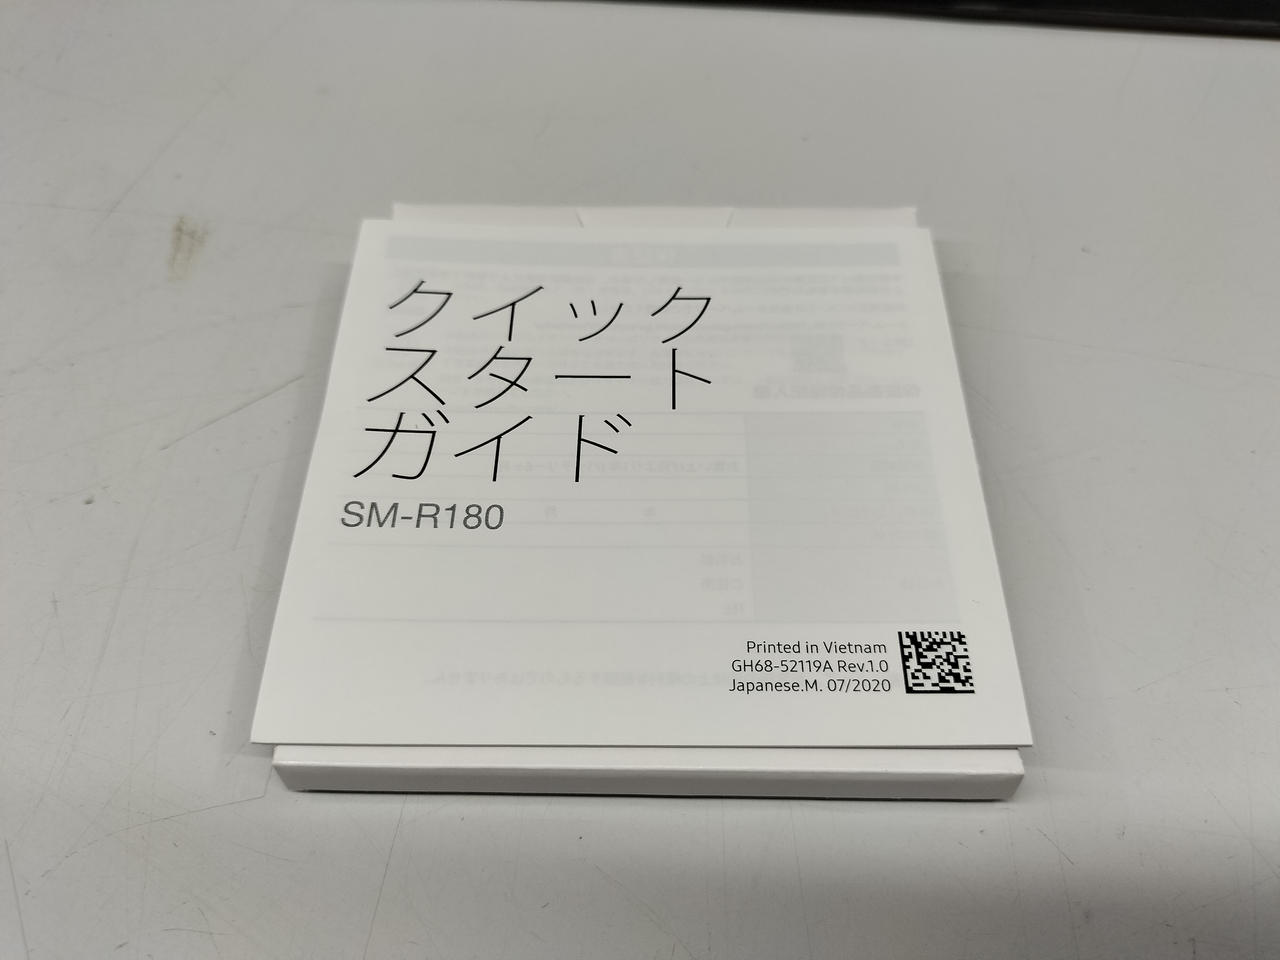 クイック
スタート
ガイド
SM-R180
Printed in Vietnam
GH68-52119A Rev.1.0
Japanese.M. 07/2020